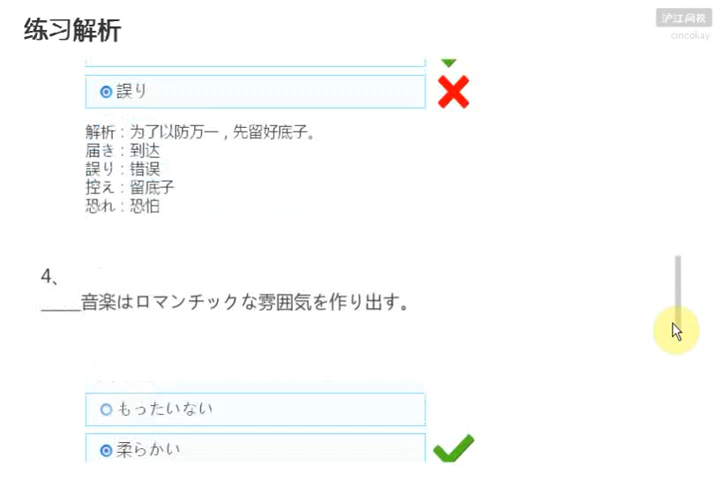 练习解析
沪江网校
cincokay
誤り
解析：为了以防万一，先留好底子。
届き：到达
誤り：错误
控え：留底子
恐れ：恐怕
4、
_____音楽はロマンチックな雰囲気を作り出す。
もったいない
柔らかい